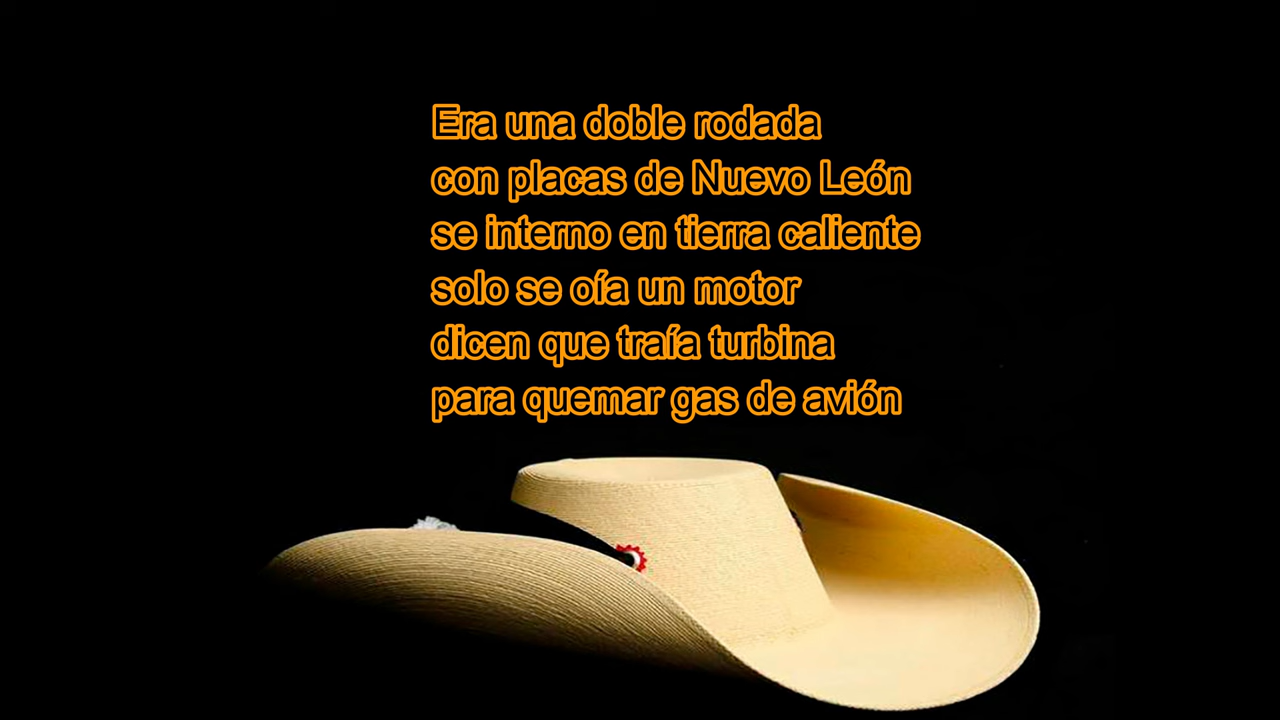 Era una doble rodada
con placas de Nuevo León
se interno en tierra caliente
solo se oía un motor
dicen que traía turbina
para quemar gas de avión